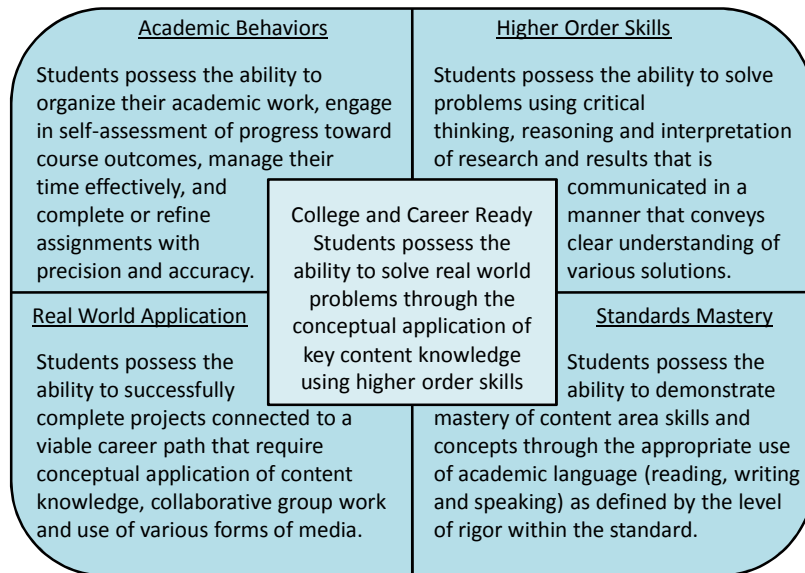 Academic Behaviors
Students possess the ability to
organize their academic work, engage
in self-assessment of progress toward
course outcomes, manage their
time effectively, and
complete or refine
assignments with
precision and accuracy.
Higher Order Skills
Students possess the ability to solve
problems using critical
thinking, reasoning and interpretation
of research and results that is
communicated in a
manner that conveys
clear understanding of
various solutions.
College and Career Ready
Students possess the
ability to solve real world
problems through the
conceptual application of
key content knowledge
using higher order skills
Real World Application
Students possess the
ability to successfully
complete projects connected to a
viable career path that require
conceptual application of content
knowledge, collaborative group work
and use of various forms of media.
Standards Mastery
Students possess the
ability to demonstrate
mastery of content area skills and
concepts through the appropriate use
of academic language (reading, writing
and speaking) as defined by the level
of rigor within the standard.